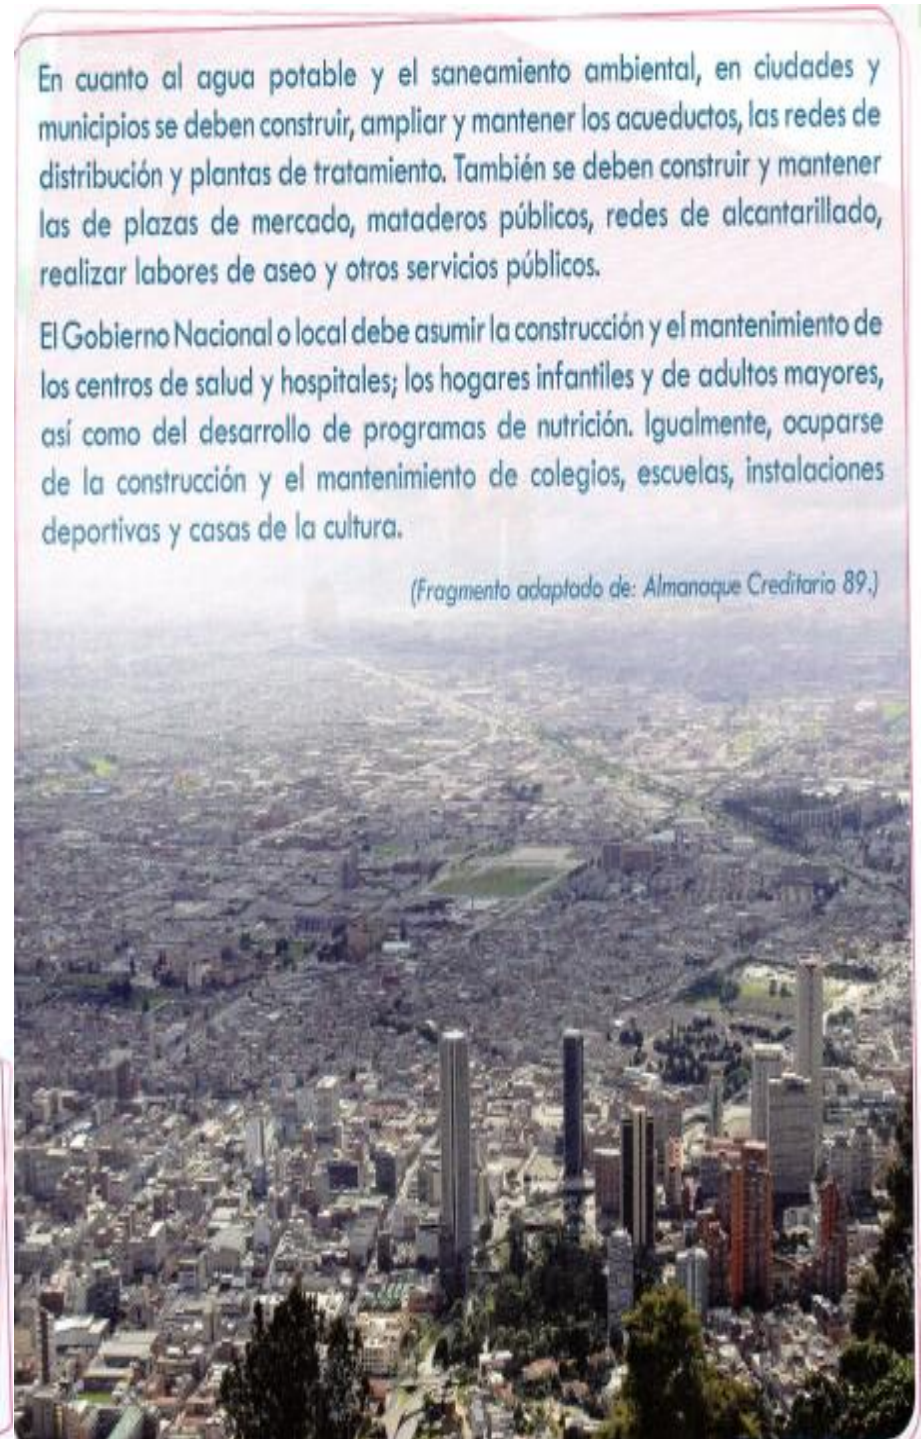 En cuanto al agua potable y el saneamiento ambiental, en ciudades y
municipios se deben construir, ampliar y mantener los acueductos, las redes de
distribución y plantas de tratamiento. También se deben construir y mantener
las de plazas de mercado, mataderos públicos, redes de alcantarillado,
realizar labores de aseo y otros servicios públicos.
El Gobierno Nacional o local debe asumir la construcción y el mantenimiento de
los centros de salud y hospitales; los hogares infantiles y de adultos mayores,
así como del desarrollo de programas de nutrición. Igualmente, ocuparse
de la construcción y el mantenimiento de colegios, escuelas, instalaciones
deportivas y casas de la cultura.
(Fragmento adaptado de: Almanaque Creditario 89.)